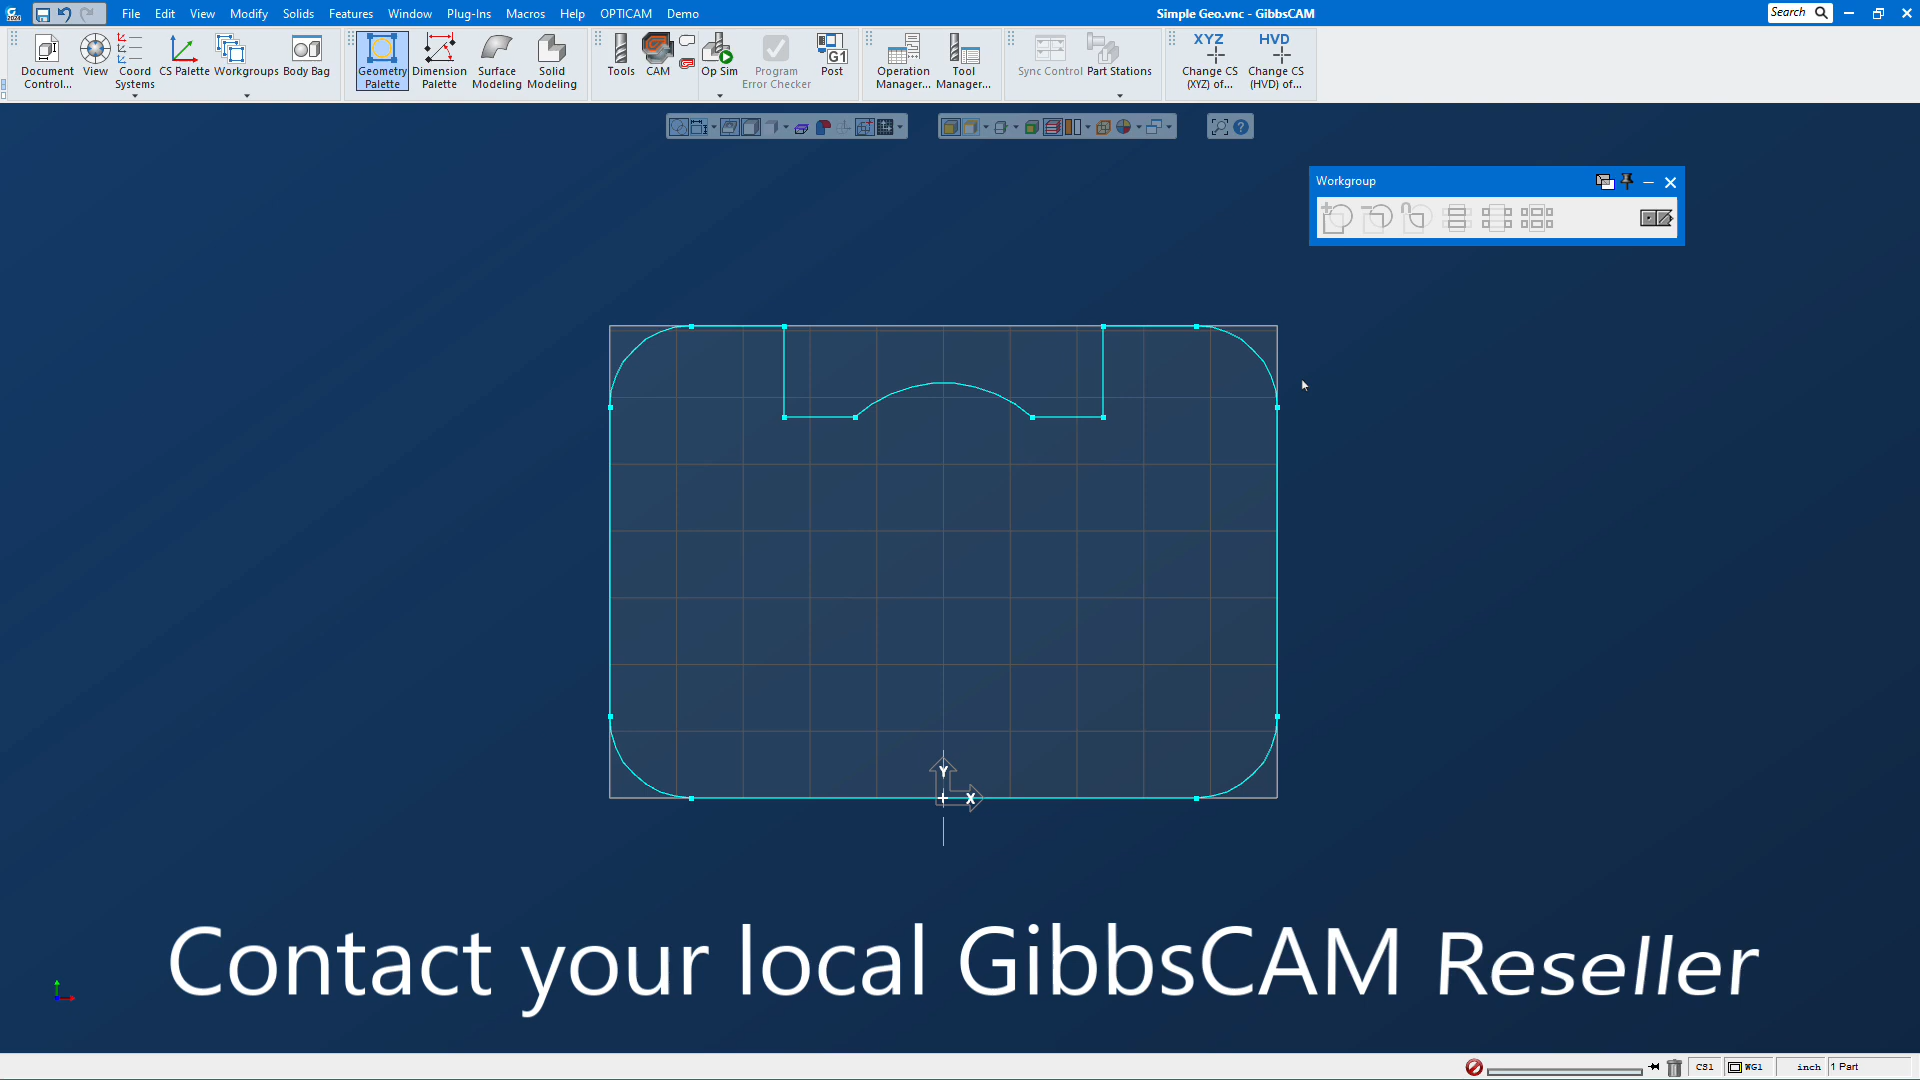 File Edit View Modify Solids Features Window Plug-Ins Macros Help OPTICAM Demo
Simple Geo.vnc - GibbsCAM
Search
Document Control...
View
Coord Systems
CS Palette
Workgroups
Body Bag
Geometry Palette
Dimension Palette
Surface Modeling
Solid Modeling
Tools
CAM
Op Sim
Program Error Checker
G1
Post
Operation Manager...
Tool Manager...
Sync Control
Part Stations
XYZ
Change CS (XYZ) of...
HVD
Change CS (HVD) of...
Workgroup
Y
X
Contact your local GibbsCAM Reseller
CS1
WG1
inch
1 Part